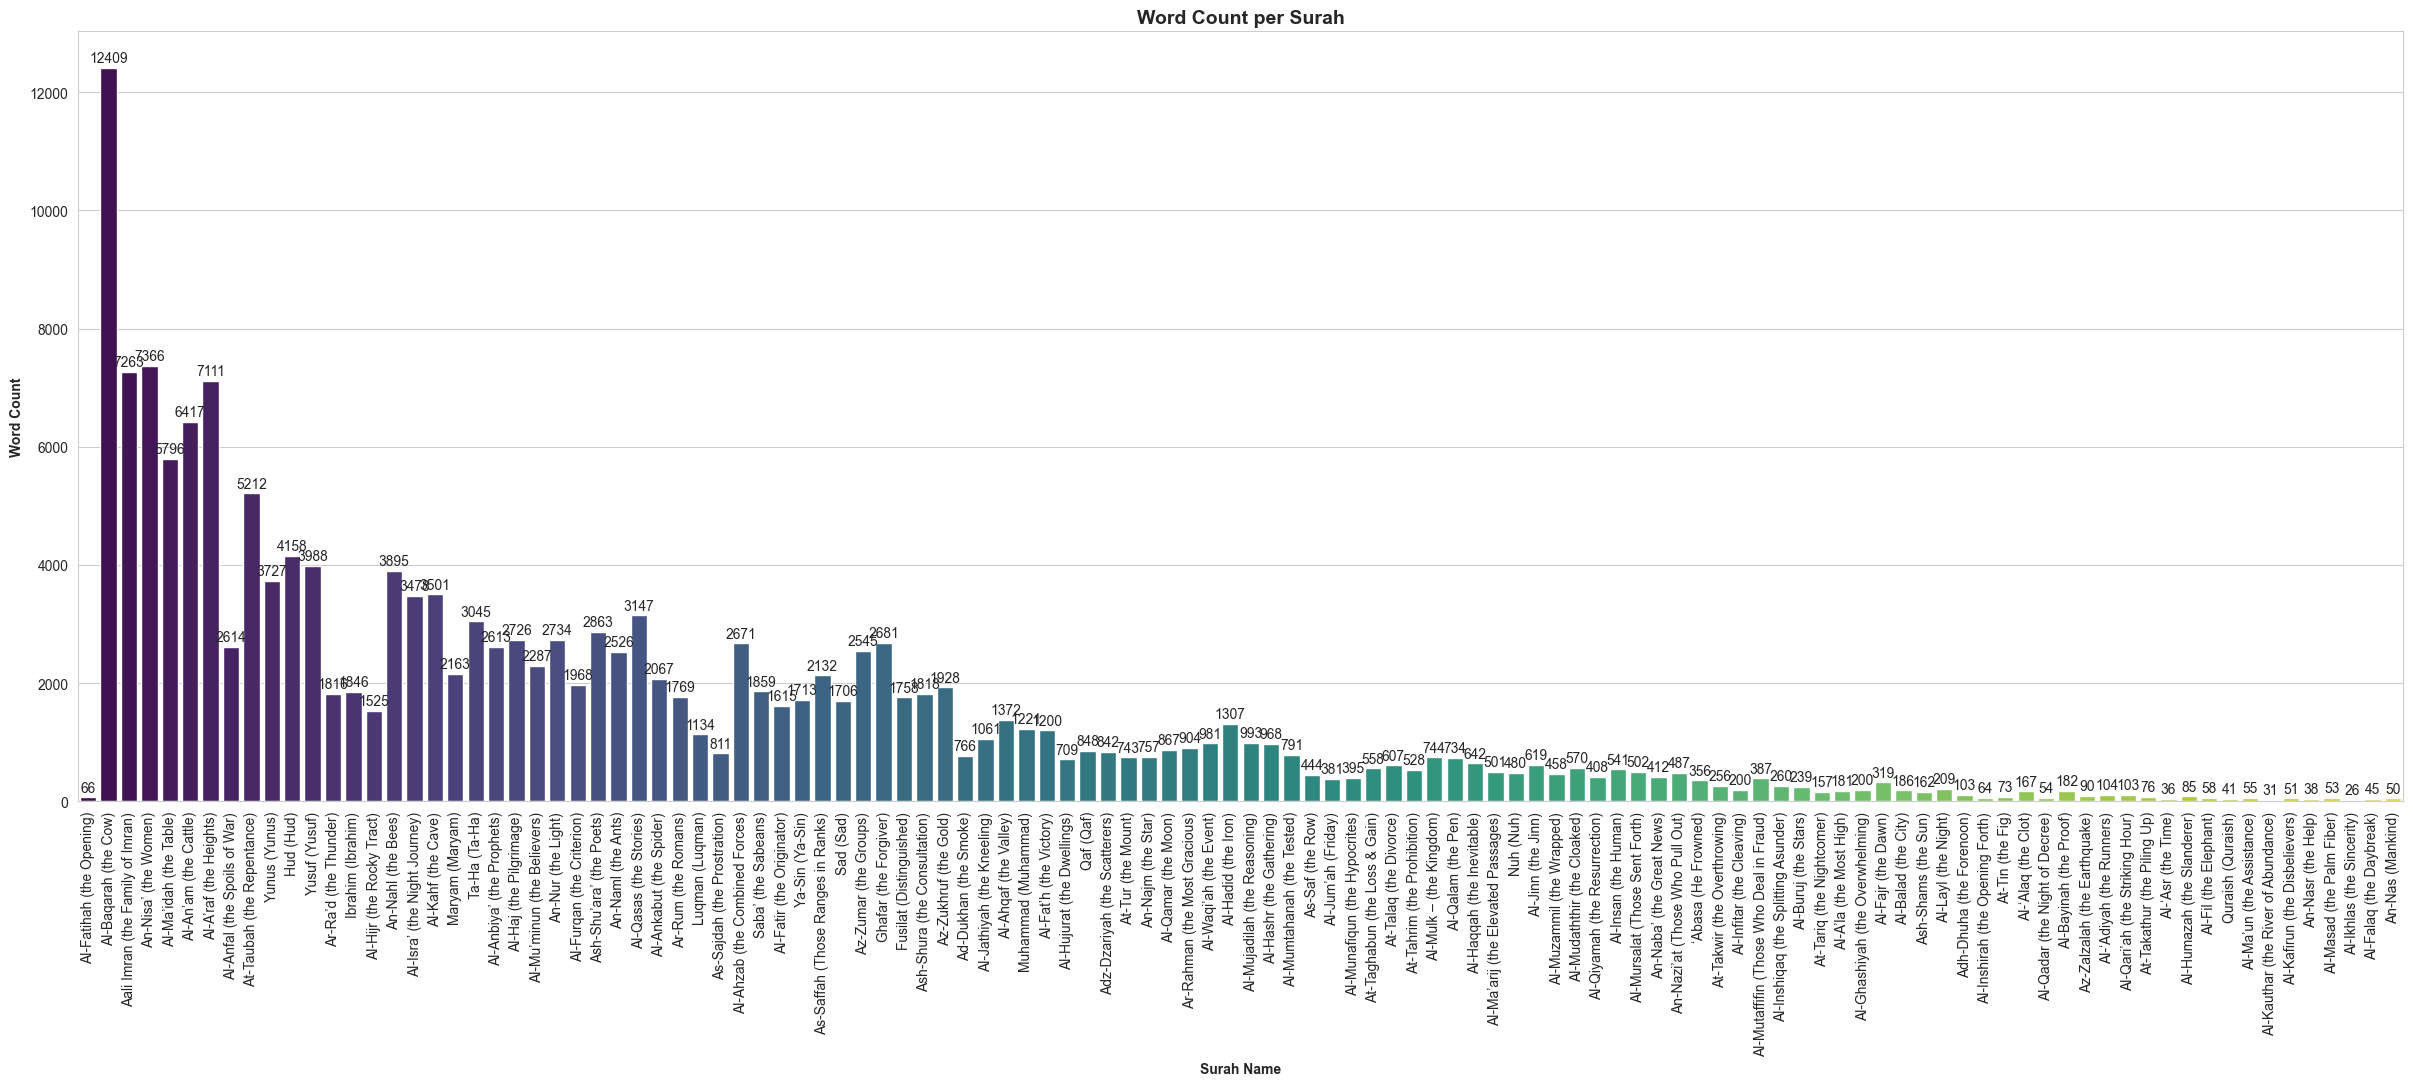 Word Count per Surah
Word Count
12000
10000
8000
6000
4000
2000
0
66
12409
7263
7366
5796
6417
7111
2614
5212
3727
4158
3988
1816
1846
1525
3895
3478
3501
2163
3045
2613
2726
2287
2734
1968
2863
2526
3147
2067
1769
1134
811
2671
1859
1615
1713
2132
1706
2545
2681
1758
1818
1928
766
1061
1372
1221
1200
709
848
842
743
757
867
904
981
1307
993
968
791
444
381
395
558
607
528
744
734
642
501
480
619
458
570
408
541
502
412
487
356
256
200
387
260
239
157
181
200
319
186
162
209
103
64
73
167
54
182
90
104
103
76
36
85
58
41
55
31
51
38
53
26
45
50
Al-Fatihah (the Opening)
Al-Baqarah (the Cow)
Aali Imran (the Family of Imran)
An-Nisa’ (the Women)
Al-Ma’idah (the Table)
Al-An’am (the Cattle)
Al-A’raf (the Heights)
Al-Anfal (the Spoils of War)
At-Taubah (the Repentance)
Yunus (Yunus)
Hud (Hud)
Yusuf (Yusuf)
Ar-Ra’d (the Thunder)
Ibrahim (Ibrahim)
Al-Hijr (the Rocky Tract)
An-Nahl (the Bees)
Al-Isra’ (the Night Journey)
Al-Kahf (the Cave)
Maryam (Maryam)
Ta-Ha (Ta-Ha)
Al-Anbiya’ (the Prophets)
Al-Haj (the Pilgrimage)
Al-Mu’minun (the Believers)
An-Nur (the Light)
Al-Furqan (the Criterion)
Ash-Shu’ara’ (the Poets)
An-Naml (the Ants)
Al-Qasas (the Stories)
Al-Ankabut (the Spider)
Ar-Rum (the Romans)
Luqman (Luqman)
As-Sajdah (the Prostration)
Al-Ahzab (the Combined Forces)
Saba’ (the Sabeans)
Al-Fatir (the Originator)
Ya-Sin (Ya-Sin)
As-Saffah (Those Ranges in Ranks)
Sad (Sad)
Az-Zumar (the Groups)
Ghafar (the Forgiver)
Fusilat (Distinguished)
Ash-Shura (the Consultation)
Az-Zukhruf (the Gold)
Ad-Dukhan (the Smoke)
Al-Jathiyah (the Kneeling)
Al-Ahqaf (the Valley)
Muhammad (Muhammad)
Al-Fat’h (the Victory)
Al-Hujurat (the Dwellings)
Qaf (Qaf)
Adz-Dzariyah (the Scatterers)
At-Tur (the Mount)
An-Najm (the Star)
Al-Qamar (the Moon)
Ar-Rahman (the Most Gracious)
Al-Waqi’ah (the Event)
Al-Hadid (the Iron)
Al-Mujadilah (the Reasoning)
Al-Hashr (the Gathering)
Al-Mumtahanah (the Tested)
As-Saf (the Row)
Al-Jum’ah (Friday)
Al-Munafiqun (the Hypocrites)
At-Taghabun (the Loss & Gain)
At-Talaq (the Divorce)
At-Tahrim (the Prohibition)
Al-Mulk – (the Kingdom)
Al-Qalam (the Pen)
Al-Haqqah (the Inevitable)
Al-Ma’arij (the Elevated Passages)
Nuh (Nuh)
Al-Jinn (the Jinn)
Al-Muzammil (the Wrapped)
Al-Mudaththir (the Cloaked)
Al-Qiyamah (the Resurrection)
Al-Insan (the Human)
Al-Mursalat (Those Sent Forth)
An-Naba’ (the Great News)
An-Nazi’at (Those Who Pull Out)
‘Abasa (He Frowned)
At-Takwir (the Overthrowing)
Al-Infitar (the Cleaving)
Al-Mutaffifin (Those Who Deal in Fraud)
Al-Inshiqaq (the Splitting Asunder)
Al-Buruj (the Stars)
At-Tariq (the Nightcomer)
Al-A’la (the Most High)
Al-Ghashiyah (the Overwhelming)
Al-Fajr (the Dawn)
Al-Balad (the City)
Ash-Shams (the Sun)
Al-Layl (the Night)
Adh-Dhuha (the Forenoon)
Al-Inshirah (the Opening Forth)
At-Tin (the Fig)
Al-‘Alaq (the Clot)
Al-Qadar (the Night of Decree)
Al-Bayinah (the Proof)
Az-Zalzalah (the Earthquake)
Al-‘Adiyah (the Runners)
Al-Qari’ah (the Striking Hour)
At-Takathur (the Piling Up)
Al-‘Asr (the Time)
Al-Humazah (the Slanderer)
Al-Fil (the Elephant)
Quraish (Quraish)
Al-Ma’un (the Assistance)
Al-Kauthar (the River of Abundance)
Al-Kafirun (the Disbelievers)
An-Nasr (the Help)
Al-Masad (the Palm Fiber)
Al-Ikhlas (the Sincerity)
Al-Falaq (the Daybreak)
An-Nas (Mankind)
Surah Name